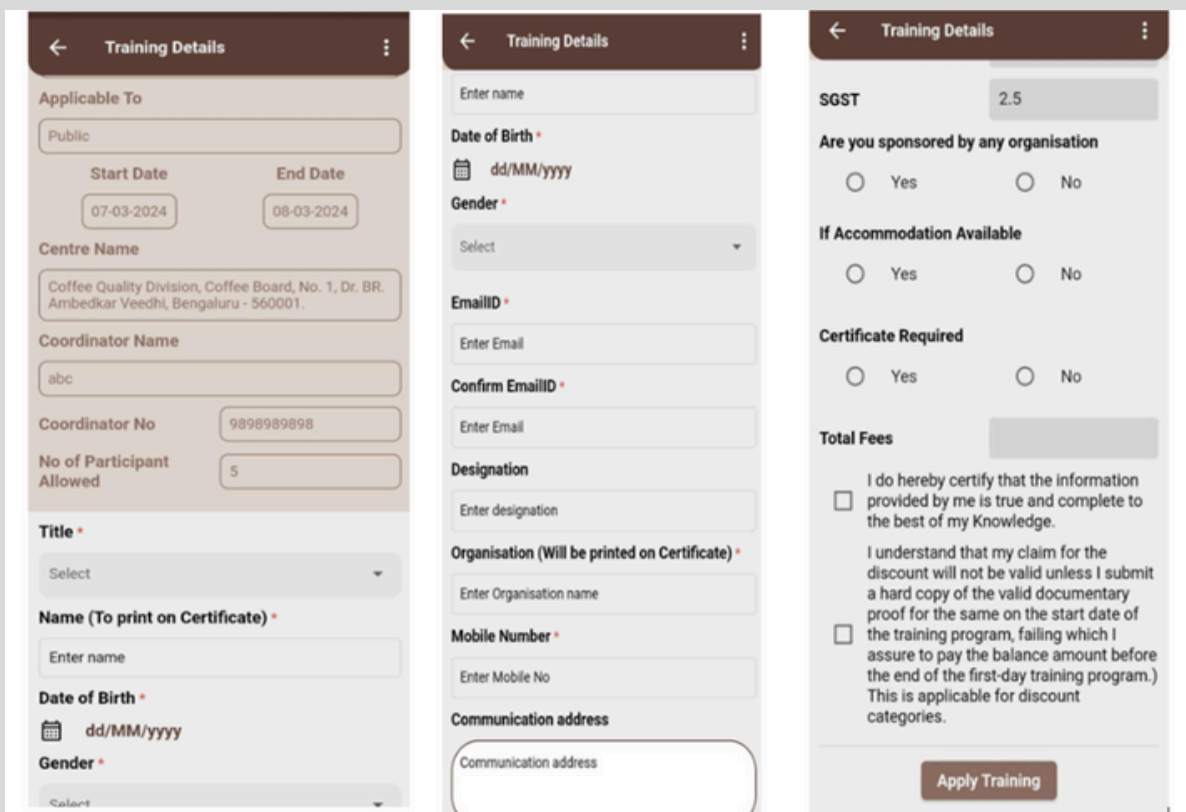 Training Details
Applicable To
Public
Start Date End Date
07-03-2024 08-03-2024
Centre Name
Coffee Quality Division, Coffee Board, No. 1, Dr. BR.
Ambedkar Veedhi, Bengaluru - 560001.
Coordinator Name
abc
Coordinator No 9898989898
No of Participant
Allowed
5
Title *
Select
Name (To print on Certificate) *
Enter name
Date of Birth *
dd/MM/yyyy
Gender *
Select
Training Details
Enter name
Date of Birth *
dd/MM/yyyy
Gender *
Select
EmailID *
Enter Email
Confirm EmailID *
Enter Email
Designation
Enter designation
Organisation (Will be printed on Certificate) *
Enter Organisation name
Mobile Number *
Enter Mobile No
Communication address
Communication address
Training Details
SGST 2.5
Are you sponsored by any organisation
Yes No
If Accommodation Available
Yes No
Certificate Required
Yes No
Total Fees
I do hereby certify that the information
provided by me is true and complete to
the best of my Knowledge.
I understand that my claim for the
discount will not be valid unless I submit
a hard copy of the valid documentary
proof for the same on the start date of
the training program, failing which I
assure to pay the balance amount before
the end of the first-day training program.)
This is applicable for discount
categories.
Apply Training